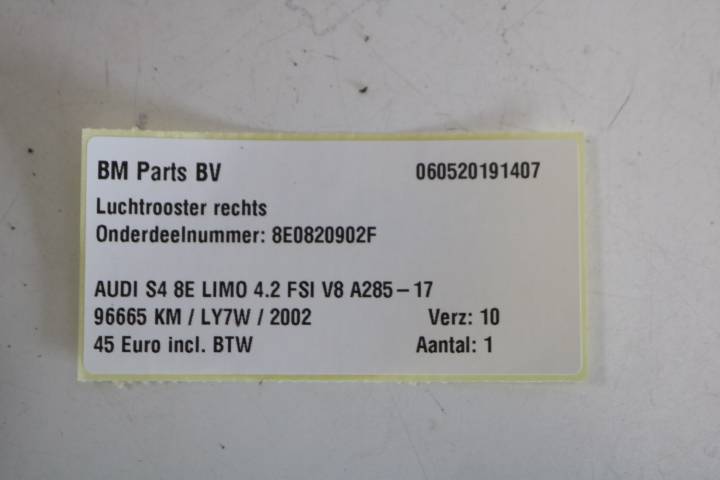 BM Parts BV 060520191407
Luchtrooster rechts
Onderdeelnummer: 8E0820902F
AUDI S4 8E LIMO 4.2 FSI V8 A285-17
96665 KM / LY7W / 2002 Verz: 10
45 Euro incl. BTW Aantal: 1